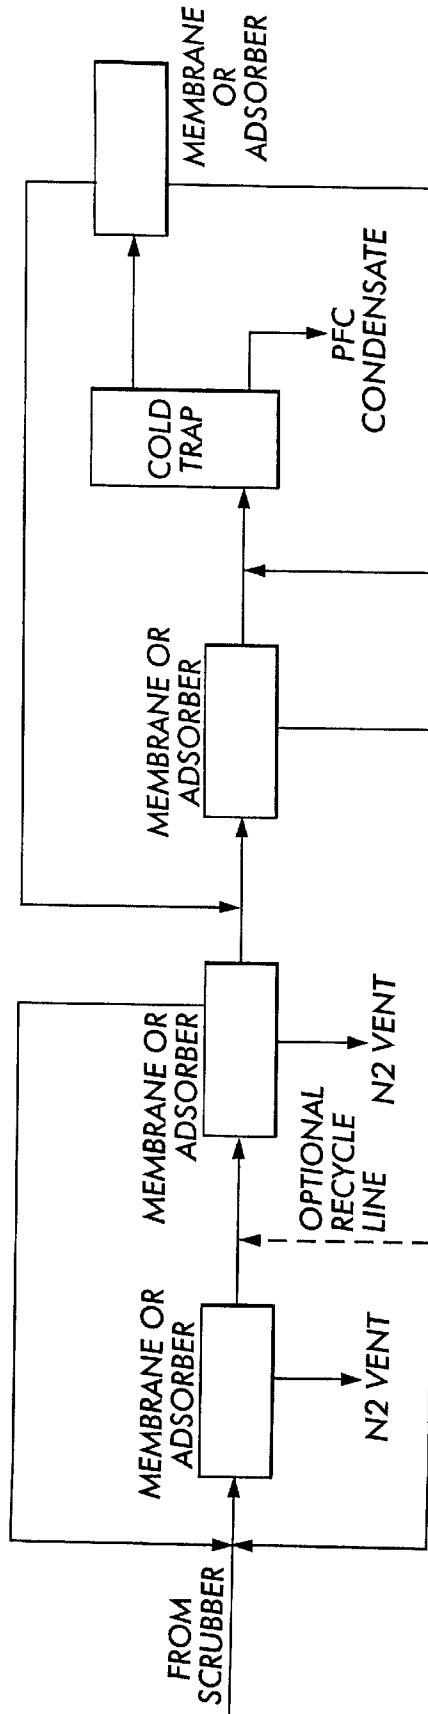 FROM
SCRUBBER
MEMBRANE OR
ADSORBER
N2 VENT
OPTIONAL
RECYCLE
LINE
MEMBRANE OR
ADSORBER
N2 VENT
MEMBRANE OR
ADSORBER
COLD
TRAP
PFC
CONDENSATE
MEMBRANE
OR
ADSORBER